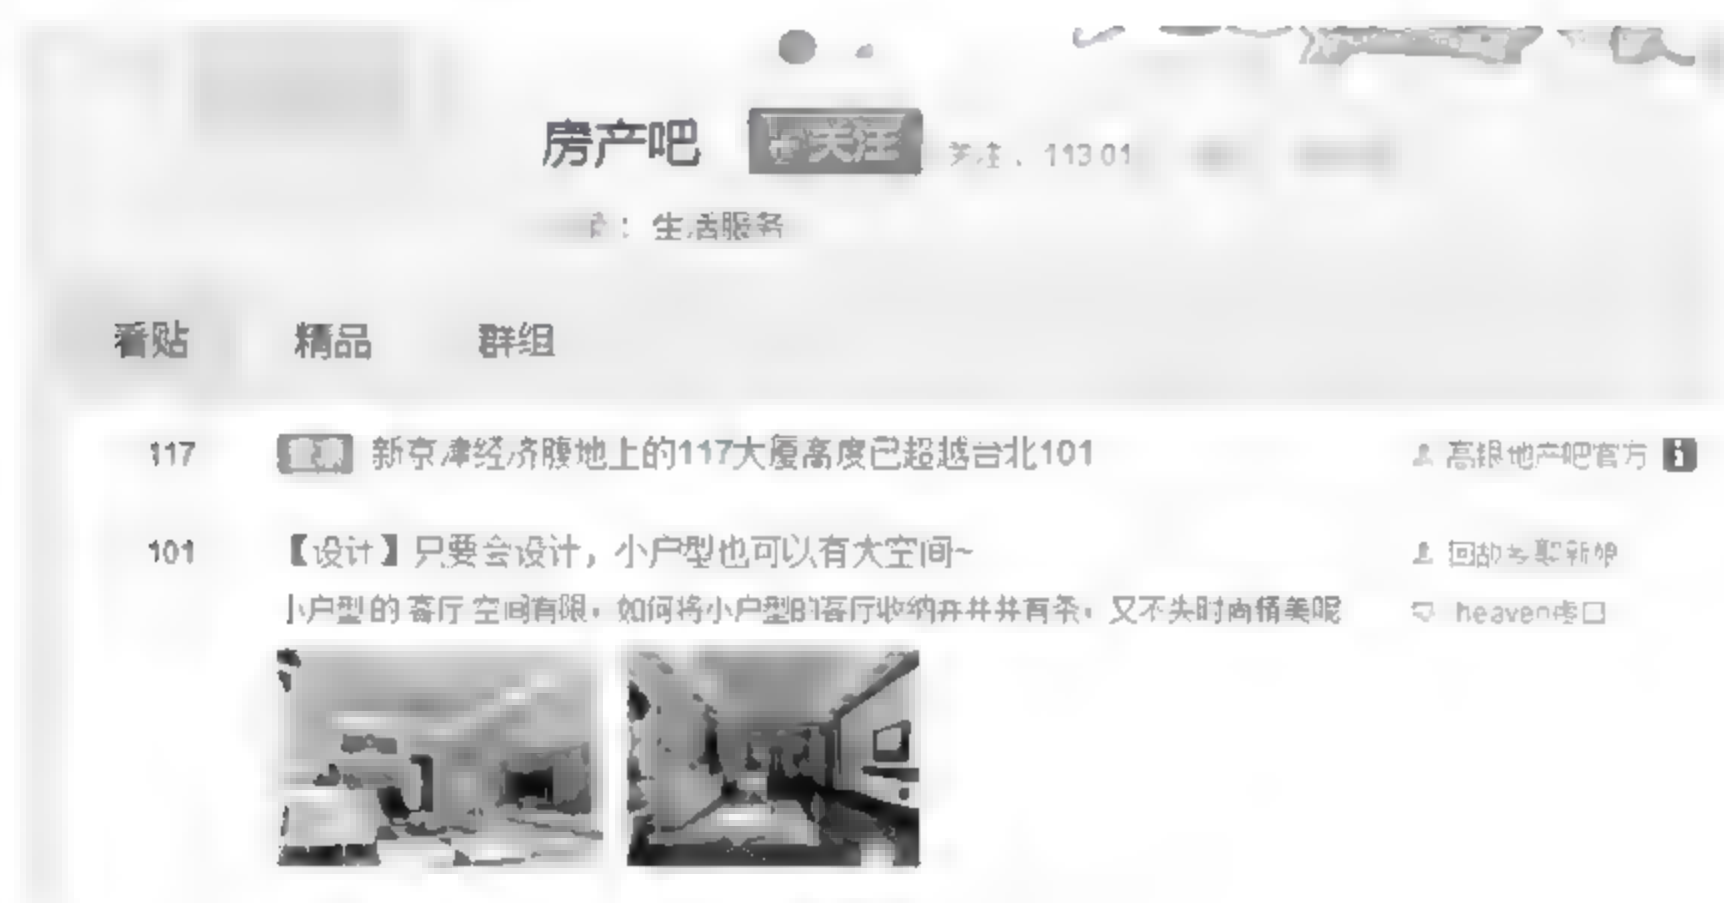 房产吧 关注 关注：11301
：生活服务
看贴 精品 群组
117 新京津经济腹地上的117大厦高度已超越台北101 高银地产吧官方
101 【设计】只要会设计，小户型也可以有大空间~
小户型的客厅空间有限，如何将小户型的客厅收纳井井有条，又不失时尚精美呢 heaven